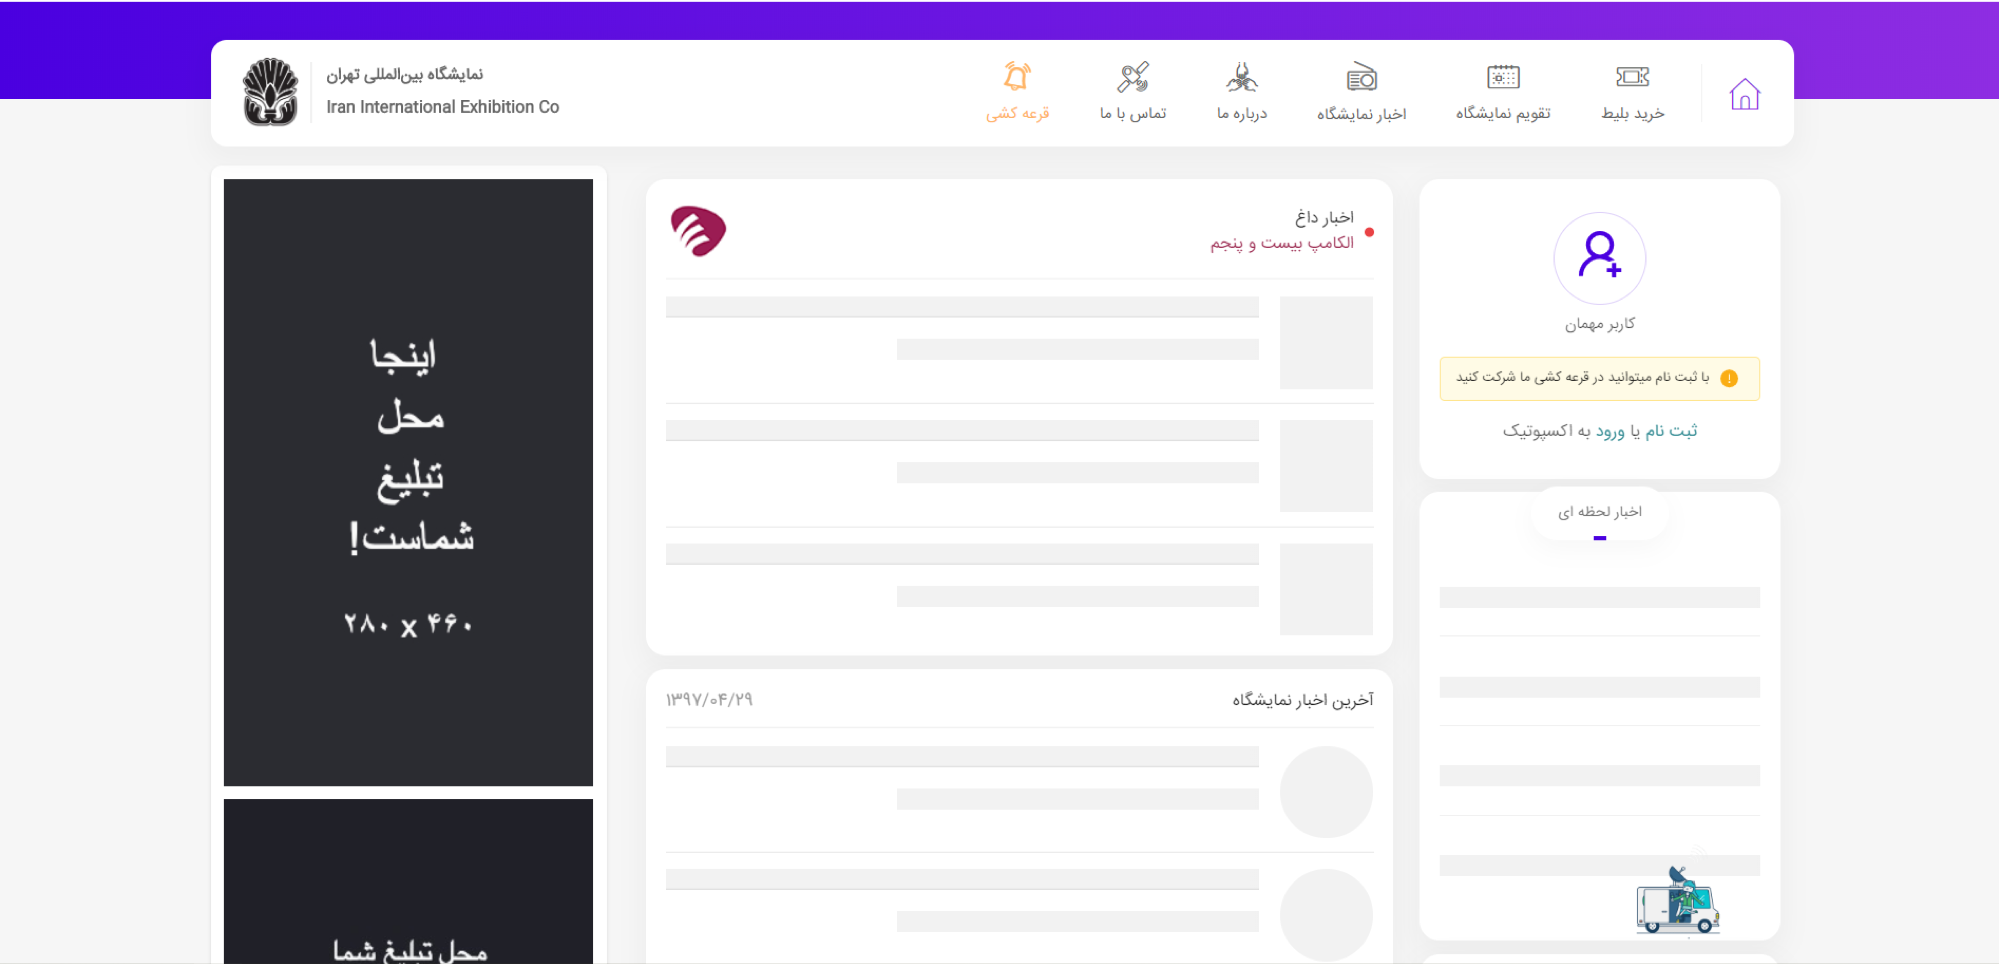 خرید بلیط
تقویم نمایشگاه
اخبار نمایشگاه
درباره ما
تماس با ما
قرعه کشی
نمایشگاه بین‌المللی تهران
Iran International Exhibition Co
کاربر مهمان
با ثبت نام میتوانید در قرعه کشی ما شرکت کنید
ثبت نام یا ورود به اکسپوتیک
اخبار لحظه ای
اخبار داغ
الکامپ بیست و پنجم
آخرین اخبار نمایشگاه
۱۳۹۷/۰۴/۲۹
اینجا
محل
تبلیغ
شماست!
۲۸۰ x ۴۶۰
محل تبلیغ شما